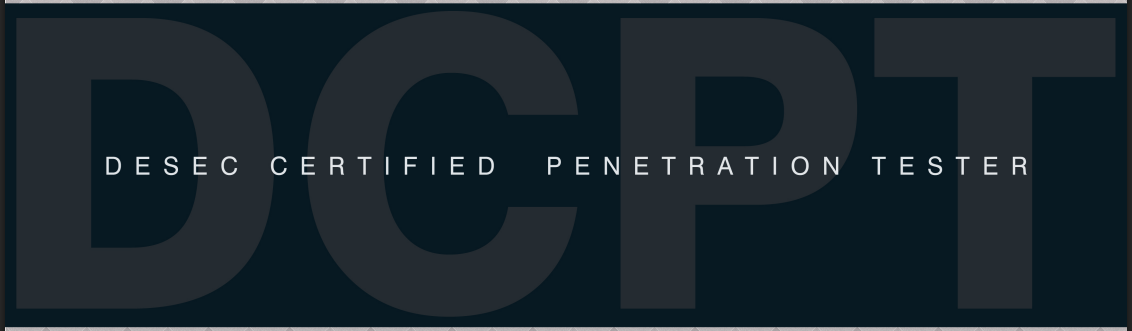 DCPT
DESEC CERTIFIED PENETRATION TESTER